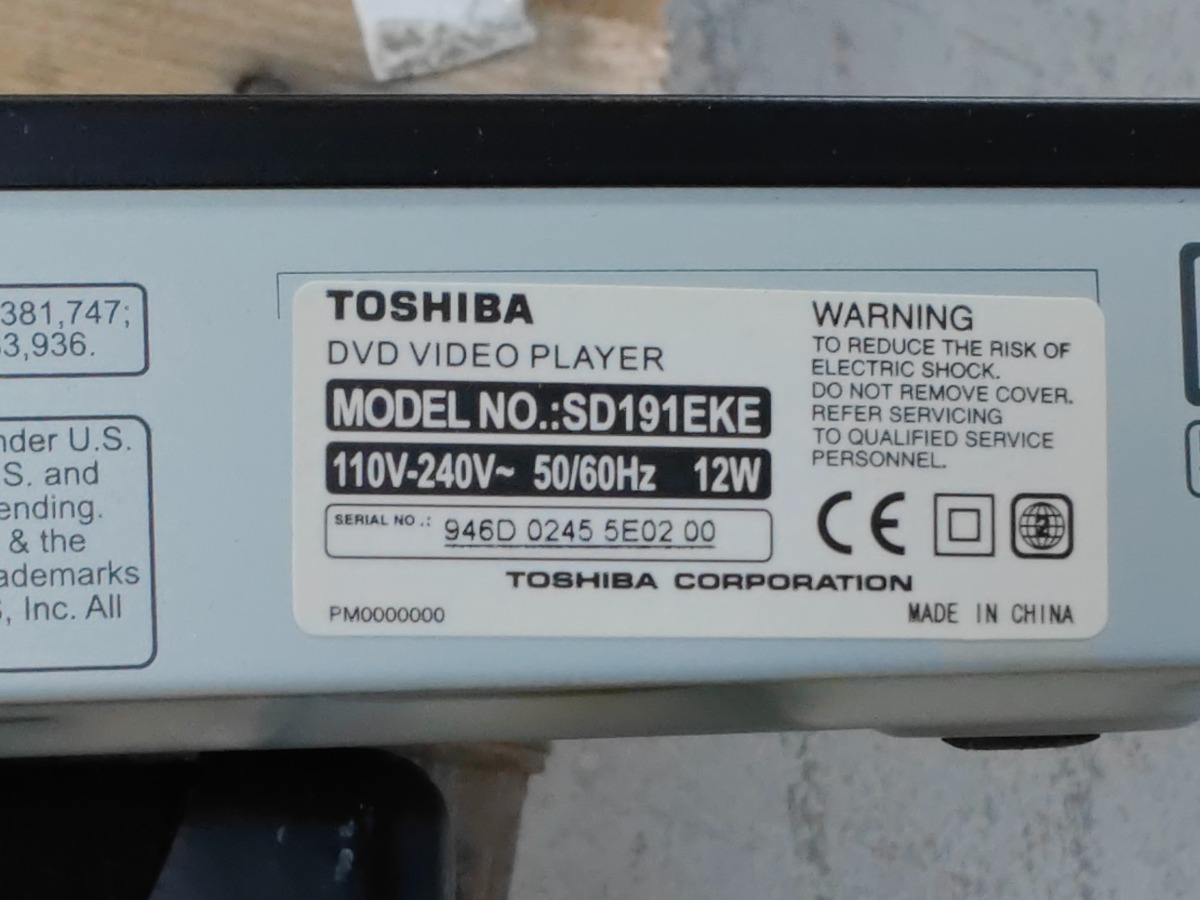 381,747;
3,936.
nder U.S.
S. and
ending.
& the
ademarks
, Inc. All
TOSHIBA
DVD VIDEO PLAYER
MODEL NO.:SD191EKE
110V-240V~ 50/60Hz 12W
SERIAL NO.: 946D 0245 5E02 00
WARNING
TO REDUCE THE RISK OF
ELECTRIC SHOCK.
DO NOT REMOVE COVER.
REFER SERVICING
TO QUALIFIED SERVICE
PERSONNEL.
CE
2
TOSHIBA CORPORATION
PM0000000
MADE IN CHINA